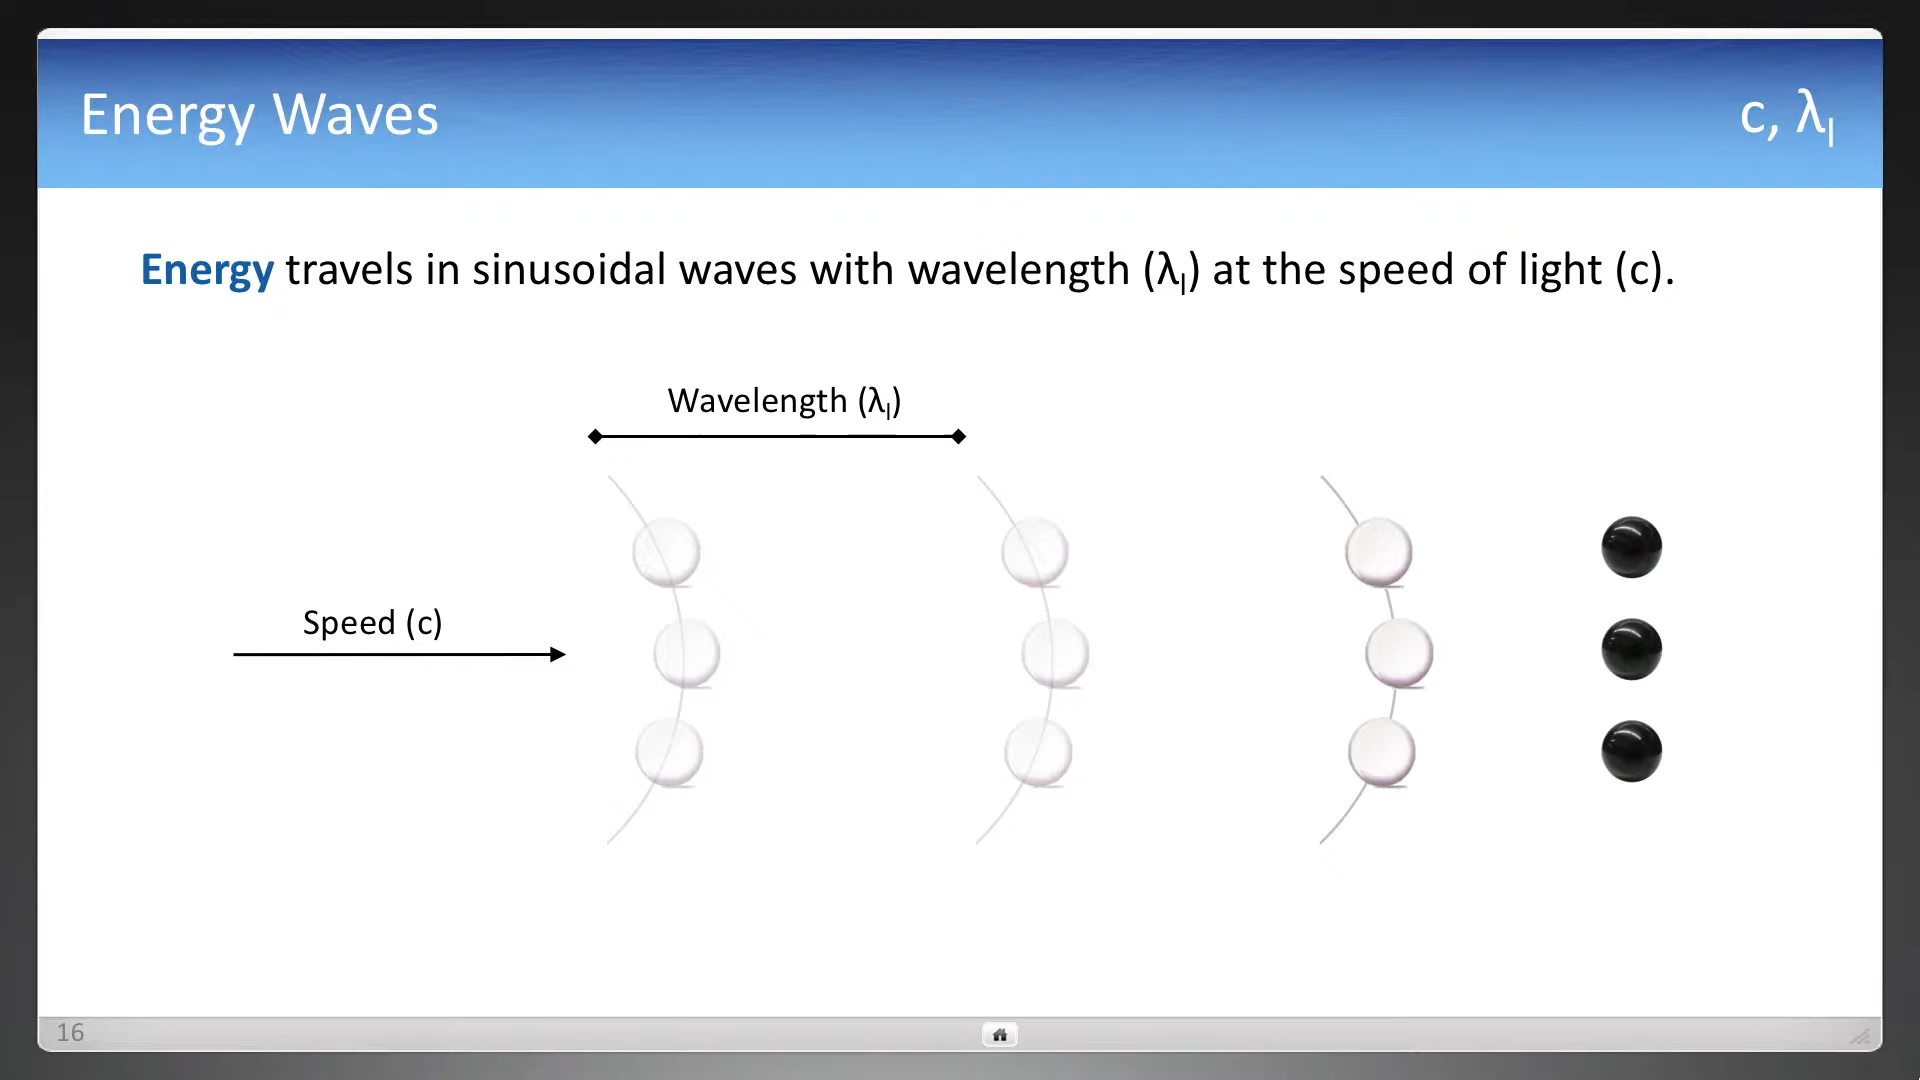 Energy Waves
c, λₗ
Energy travels in sinusoidal waves with wavelength (λₗ) at the speed of light (c).
Wavelength (λₗ)
Speed (c)
16